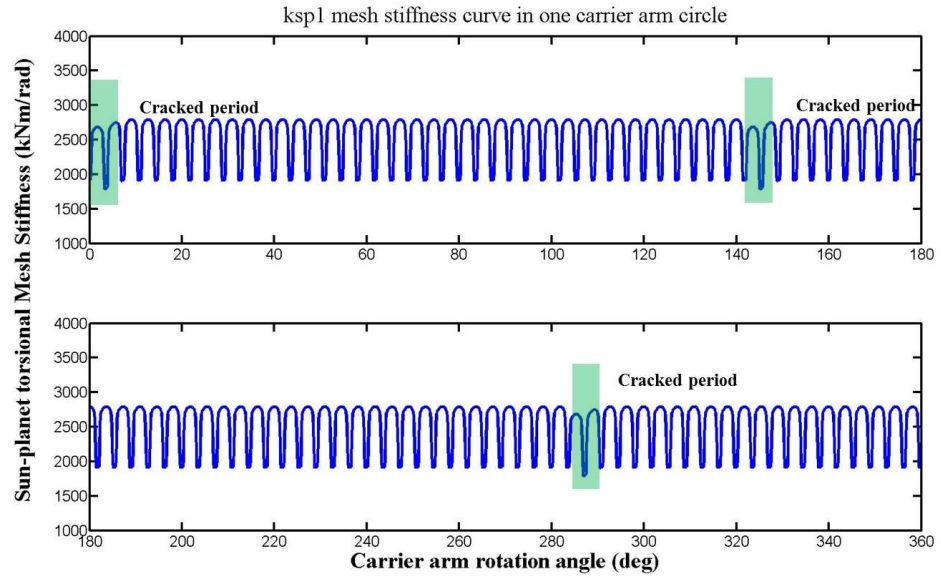 ksp1 mesh stiffness curve in one carrier arm circle
Sun-planet torsional Mesh Stiffness (kNm/rad)
4000
3500
3000
2500
2000
1500
1000
Cracked period
Cracked period
0 20 40 60 80 100 120 140 160 180
4000
3500
3000
2500
2000
1500
1000
Cracked period
180 200 220 240 260 280 300 320 340 360
Carrier arm rotation angle (deg)